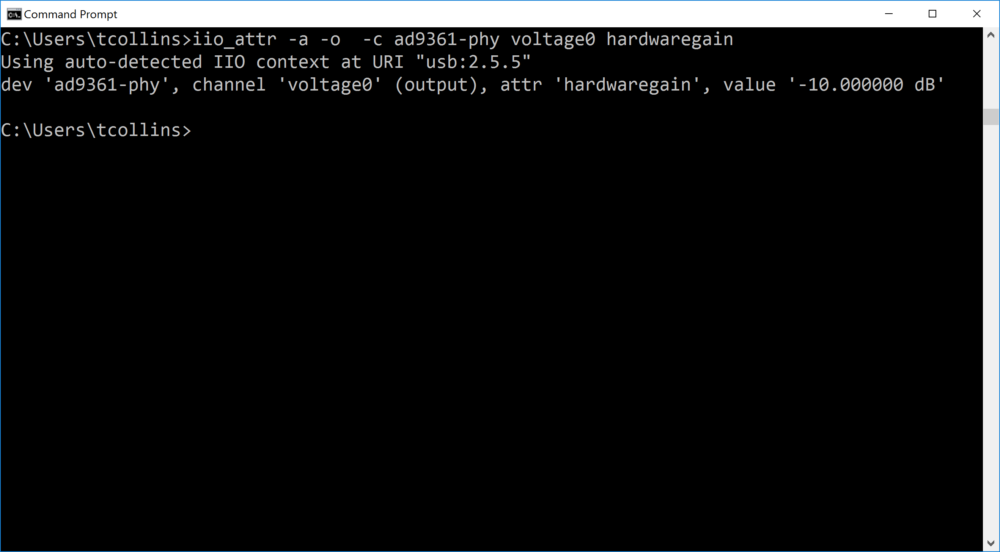 Command Prompt
C:\Users\tcollins>iio_attr -a -o  -c ad9361-phy voltage0 hardwaregain
Using auto-detected IIO context at URI "usb:2.5.5"
dev 'ad9361-phy', channel 'voltage0' (output), attr 'hardwaregain', value '-10.000000 dB'
C:\Users\tcollins>